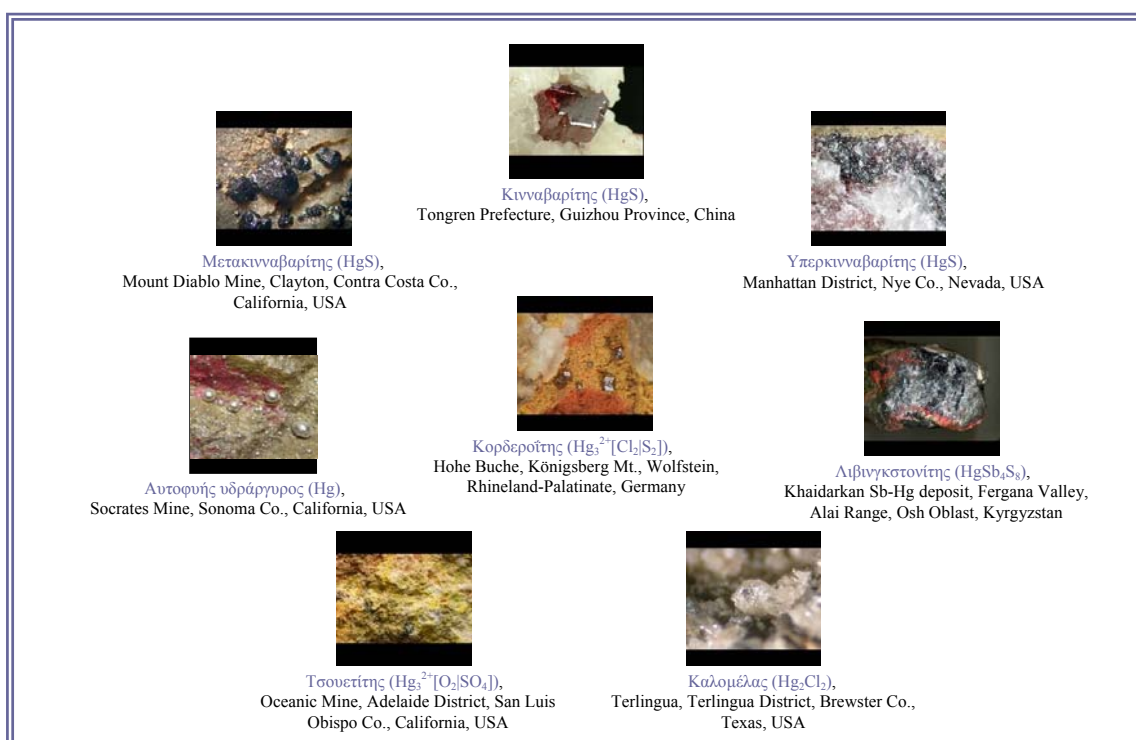 Κινναβαρίτης (HgS),
Tongren Prefecture, Guizhou Province, China
Μετακινναβαρίτης (HgS),
Mount Diablo Mine, Clayton, Contra Costa Co.,
California, USA
Υπερκινναβαρίτης (HgS),
Manhattan District, Nye Co., Nevada, USA
Κορδεροΐτης (Hg₃²⁺[Cl₂|S₂]),
Hohe Buche, Königsberg Mt., Wolfstein,
Rhineland-Palatinate, Germany
Αυτοφυής υδράργυρος (Hg),
Socrates Mine, Sonoma Co., California, USA
Λιβινγκστονίτης (HgSb₄S₈),
Khaidarkan Sb-Hg deposit, Fergana Valley,
Alai Range, Osh Oblast, Kyrgyzstan
Τσουετίτης (Hg₃²⁺[O₂|SO₄]),
Oceanic Mine, Adelaide District, San Luis
Obispo Co., California, USA
Καλομέλας (Hg₂Cl₂),
Terlingua, Terlingua District, Brewster Co.,
Texas, USA